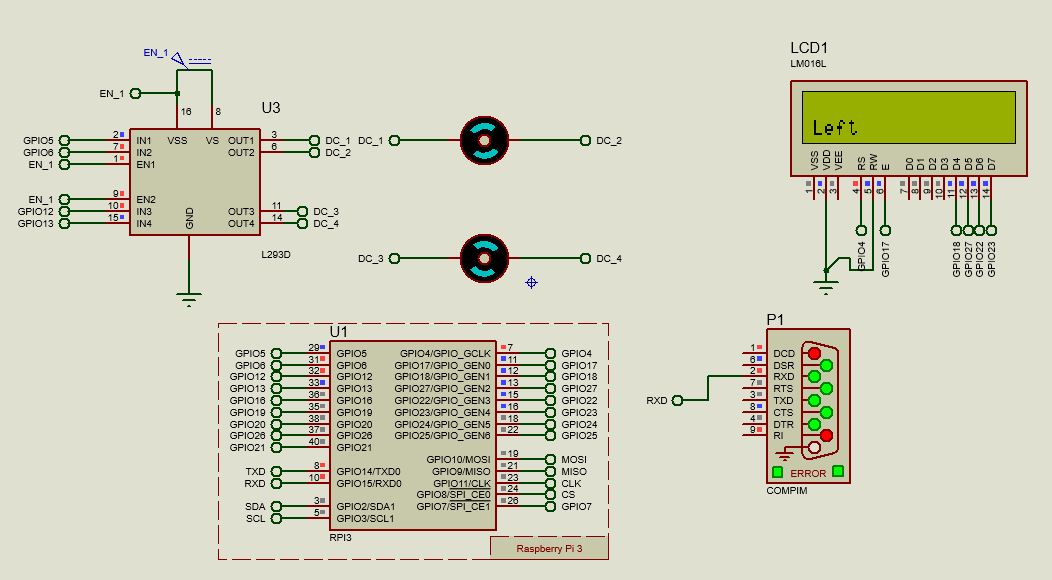 EN_1
EN_1
U3
16 8
VSS VS
GPIO5 2 IN1 OUT1 3 DC_1
GPIO6 7 IN2 OUT2 6 DC_2
EN_1 1 EN1
EN_1 9 EN2
GPIO12 10 IN3 OUT3 11 DC_3
GPIO13 15 IN4 OUT4 14 DC_4
GND
L293D
DC_1 DC_2
DC_3 DC_4
LCD1
LM016L
Left
VSS VDD VEE RS RW E D0 D1 D2 D3 D4 D5 D6 D7
1 2 3 4 5 6 7 8 9 10 11 12 13 14
GPIO4 GPIO17 GPIO18 GPIO27 GPIO22 GPIO23
U1
GPIO5 29 GPIO5 GPIO4/GPIO_GCLK 7 GPIO4
GPIO6 31 GPIO6 GPIO17/GPIO_GEN0 11 GPIO17
GPIO12 32 GPIO12 GPIO18/GPIO_GEN1 12 GPIO18
GPIO13 33 GPIO13 GPIO27/GPIO_GEN2 13 GPIO27
GPIO16 36 GPIO16 GPIO22/GPIO_GEN3 15 GPIO22
GPIO19 35 GPIO19 GPIO23/GPIO_GEN4 16 GPIO23
GPIO20 38 GPIO20 GPIO24/GPIO_GEN5 18 GPIO24
GPIO26 37 GPIO26 GPIO25/GPIO_GEN6 22 GPIO25
GPIO21 40 GPIO21
GPIO10/MOSI 19 MOSI
TXD 8 GPIO14/TXD0 GPIO9/MISO 21 MISO
RXD 10 GPIO15/RXD0 GPIO11/CLK 23 CLK
GPIO8/SPI_CE0 24 CS
SDA 3 GPIO2/SDA1 GPIO7/SPI_CE1 26 GPIO7
SCL 5 GPIO3/SCL1
RPI3
Raspberry Pi 3
P1
1 DCD
6 DSR
RXD 2 RXD
7 RTS
3 TXD
8 CTS
4 DTR
9 RI
ERROR
COMPIM